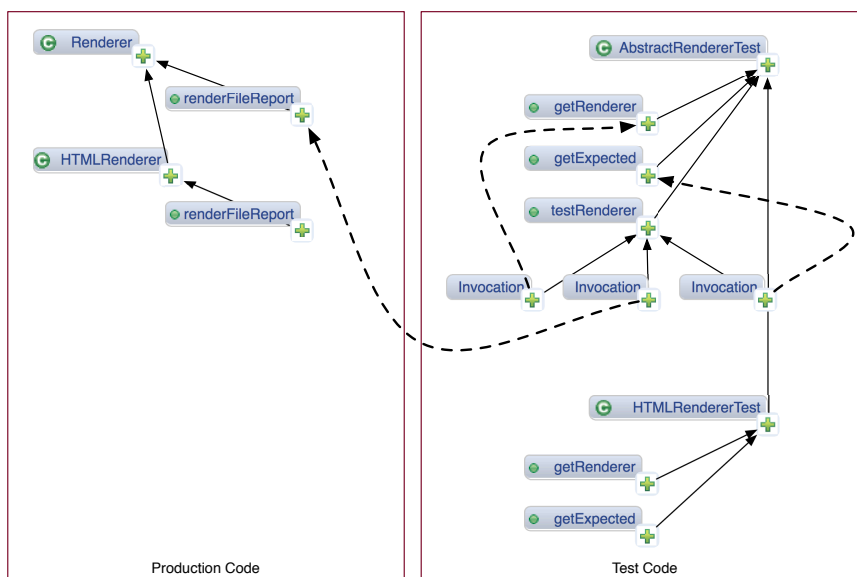 C Renderer
renderFileReport
C HTMLRenderer
renderFileReport
Production Code
C AbstractRendererTest
getRenderer
getExpected
testRenderer
Invocation
Invocation
Invocation
C HTMLRendererTest
getRenderer
getExpected
Test Code